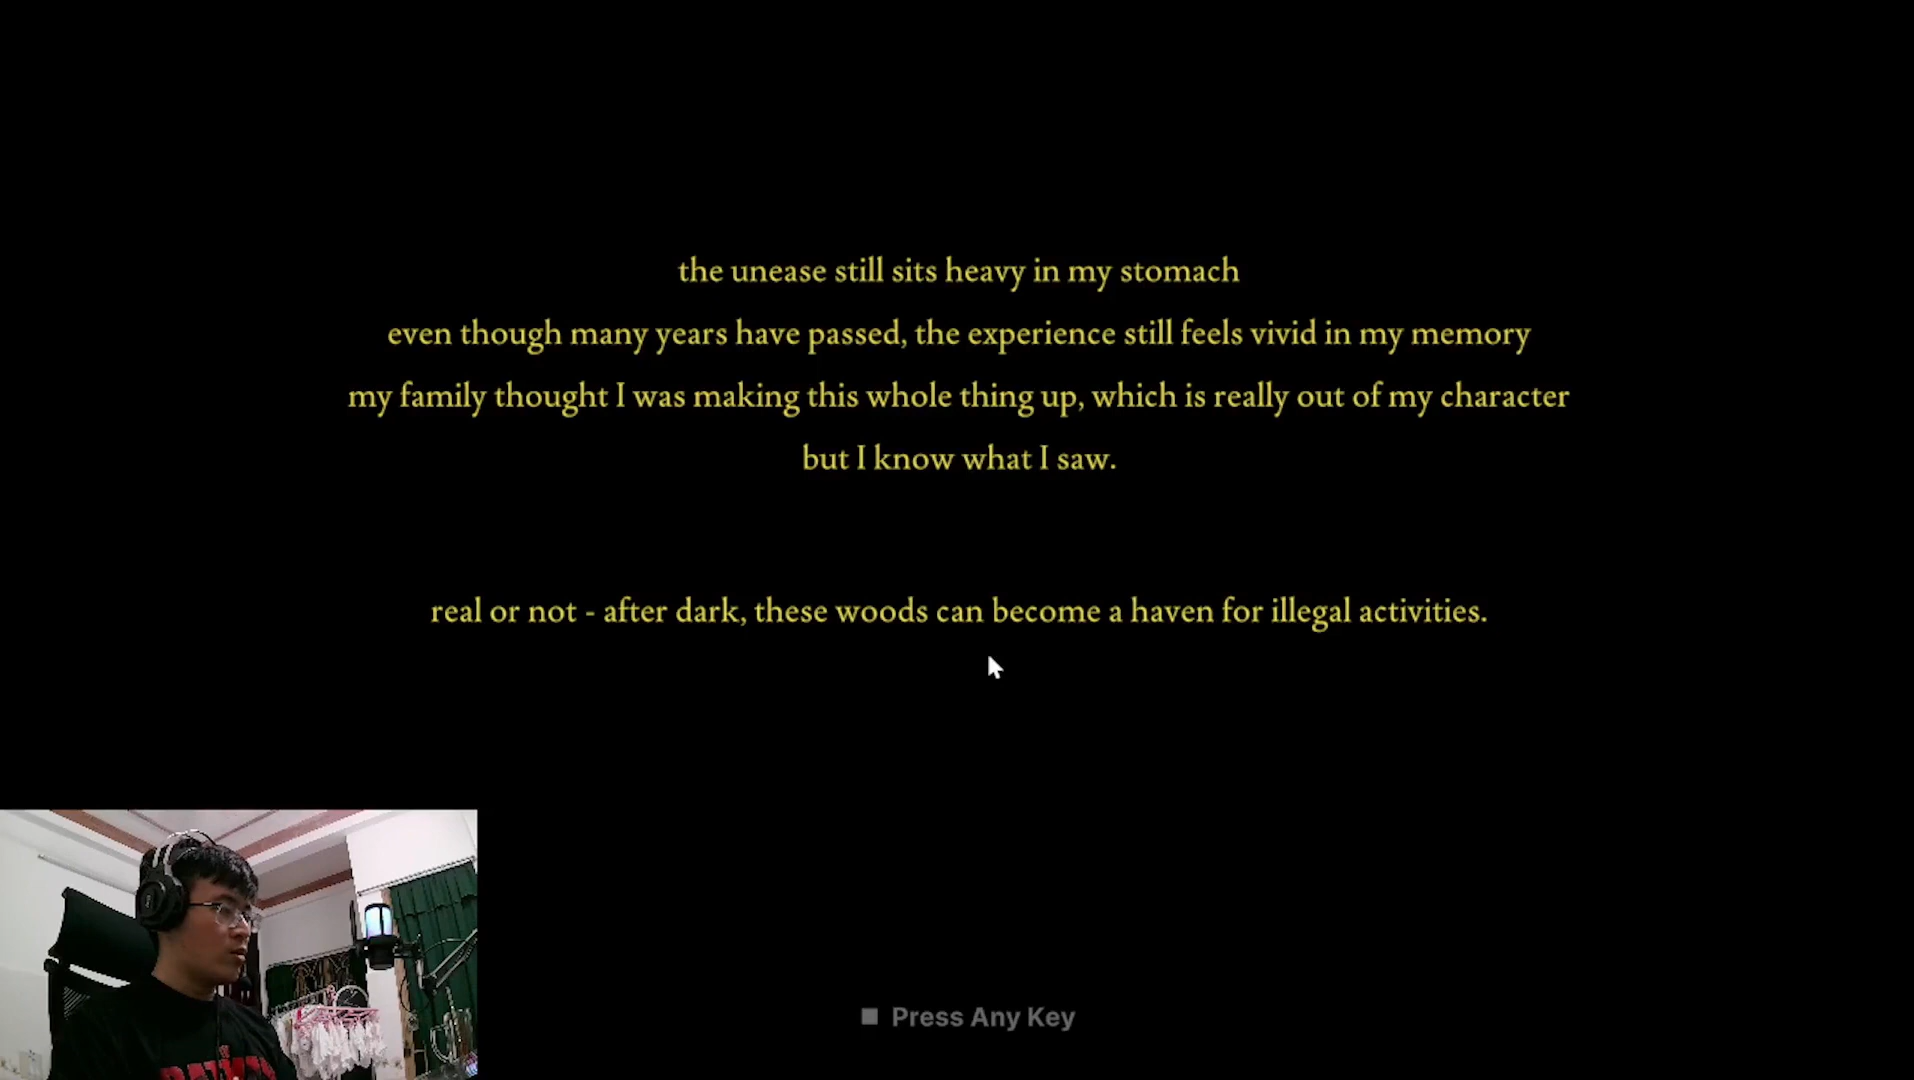 the unease still sits heavy in my stomach
even though many years have passed, the experience still feels vivid in my memory
my family thought I was making this whole thing up, which is really out of my character
but I know what I saw.
real or not - after dark, these woods can become a haven for illegal activities.
Press Any Key